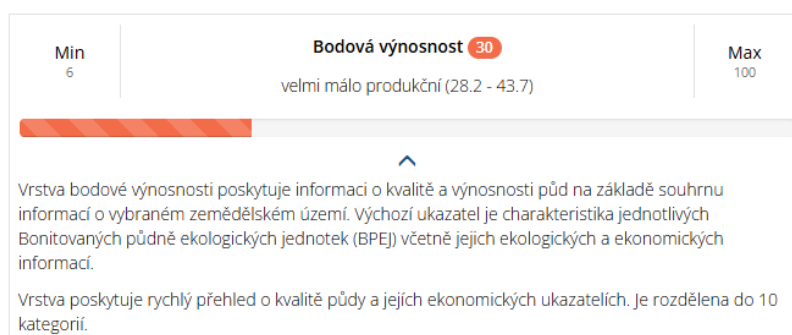 Min
6
Bodová výnosnost 30
velmi málo produkční (28.2 - 43.7)
Max
100
Vrstva bodové výnosnosti poskytuje informaci o kvalitě a výnosnosti půd na základě souhrnu
informací o vybraném zemědělském území. Výchozí ukazatel je charakteristika jednotlivých
Bonitovaných půdně ekologických jednotek (BPEJ) včetně jejich ekologických a ekonomických
informací.
Vrstva poskytuje rychlý přehled o kvalitě půdy a jejích ekonomických ukazatelích. Je rozdělena do 10
kategorií.